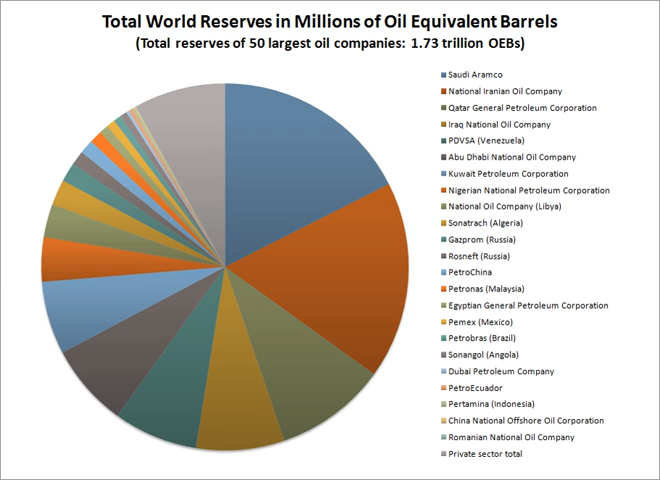 Total World Reserves in Millions of Oil Equivalent Barrels
(Total reserves of 50 largest oil companies: 1.73 trillion OEBs)
Saudi Aramco
National Iranian Oil Company
Qatar General Petroleum Corporation
Iraq National Oil Company
PDVSA (Venezuela)
Abu Dhabi National Oil Company
Kuwait Petroleum Corporation
Nigerian National Petroleum Corporation
National Oil Company (Libya)
Sonatrach (Algeria)
Gazprom (Russia)
Rosneft (Russia)
PetroChina
Petronas (Malaysia)
Egyptian General Petroleum Corporation
Pemex (Mexico)
Petrobras (Brazil)
Sonangol (Angola)
Dubai Petroleum Company
PetroEcuador
Pertamina (Indonesia)
China National Offshore Oil Corporation
Romanian National Oil Company
Private sector total